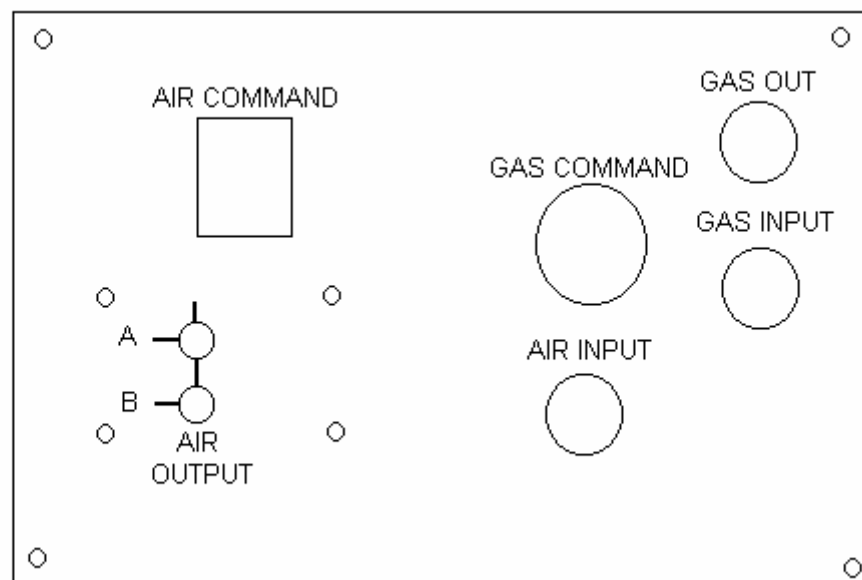 GAS OUT
AIR COMMAND
GAS COMMAND
GAS INPUT
A
AIR INPUT
B
AIR
OUTPUT